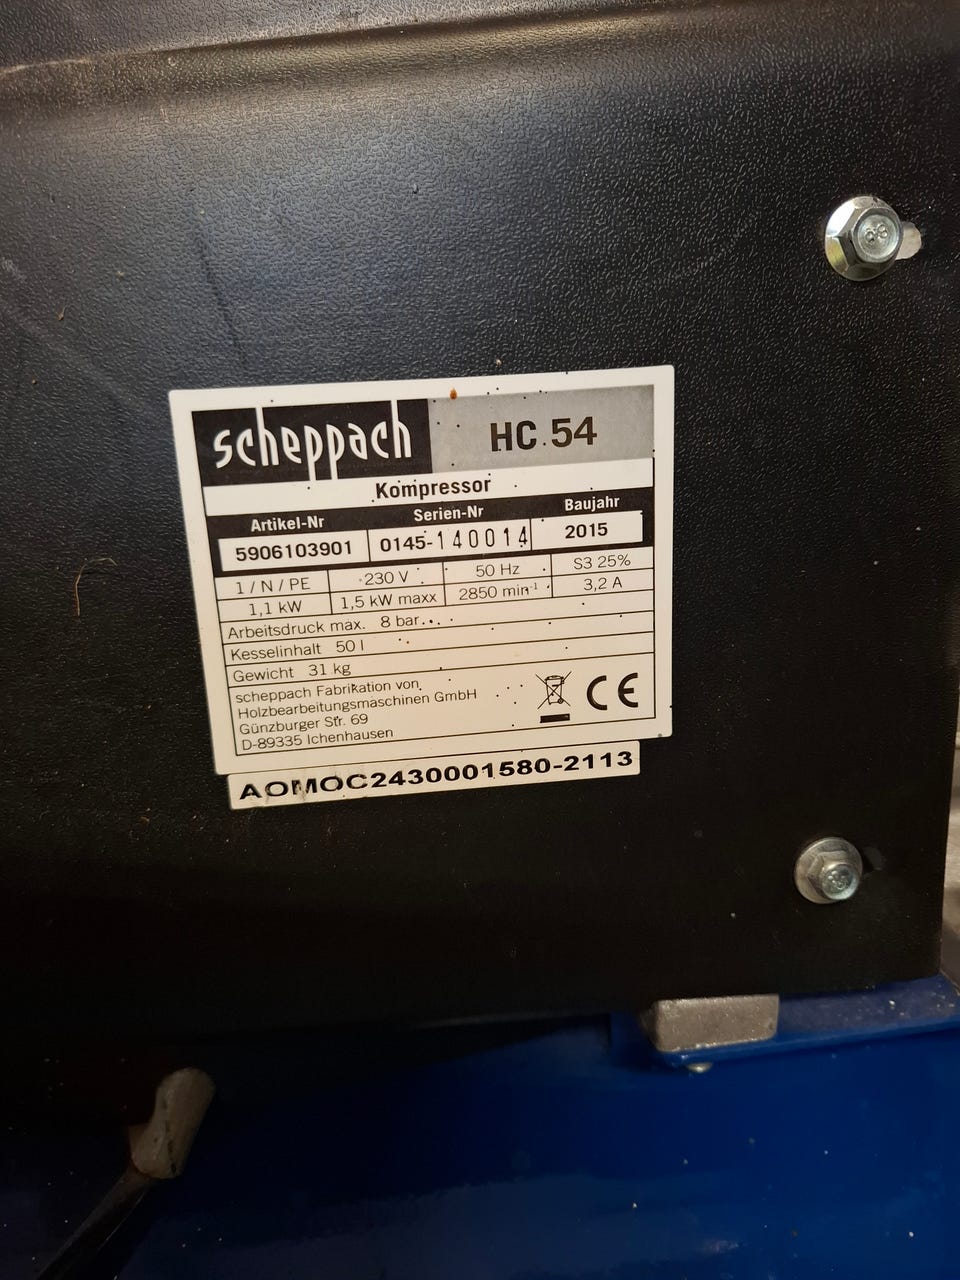 scheppach HC 54
Kompressor
Artikel-Nr Serien-Nr Baujahr
5906103901 0145-140014 2015
1 / N / PE 230 V 50 Hz S3 25%
1,1 kW 1,5 kW maxx 2850 min⁻¹ 3,2 A
Arbeitsdruck max. 8 bar
Kesselinhalt 50 l
Gewicht 31 kg
scheppach Fabrikation von
Holzbearbeitungsmaschinen GmbH
Günzburger Str. 69
D-89335 Ichenhausen
CE
AOMOC2430001580-2113